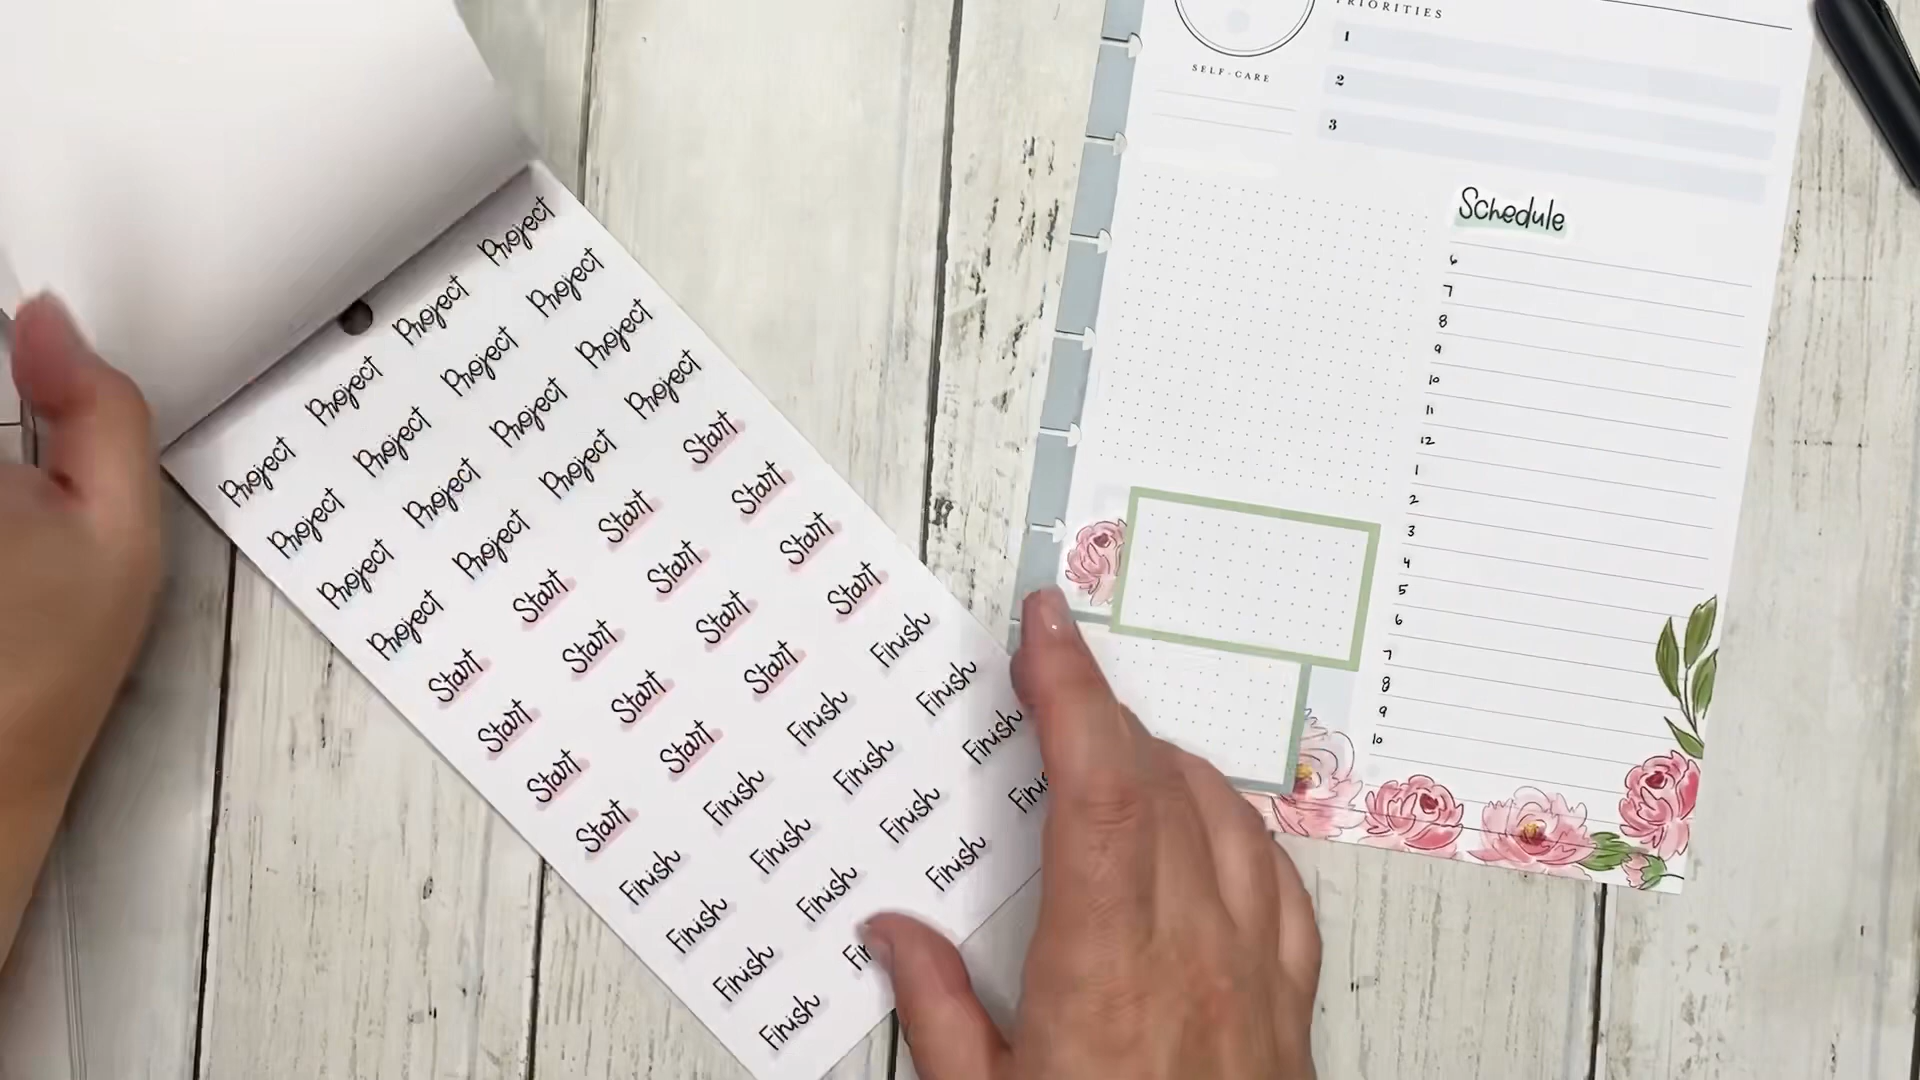 Project Project Project Project
Project Project Project Project
Project Project Project Project
Project Project Project Project
Start Start Start Start
Start Start Start Start
Start Start Start Start
Start Start Start Start
Finish Finish Finish Finish
Finish Finish Finish Finish
Finish Finish Finish Finish
Finish Finish
PRIORITIES
1
2
3
SELF-CARE
Schedule
6
7
8
9
10
11
12
1
2
3
4
5
6
7
8
9
10